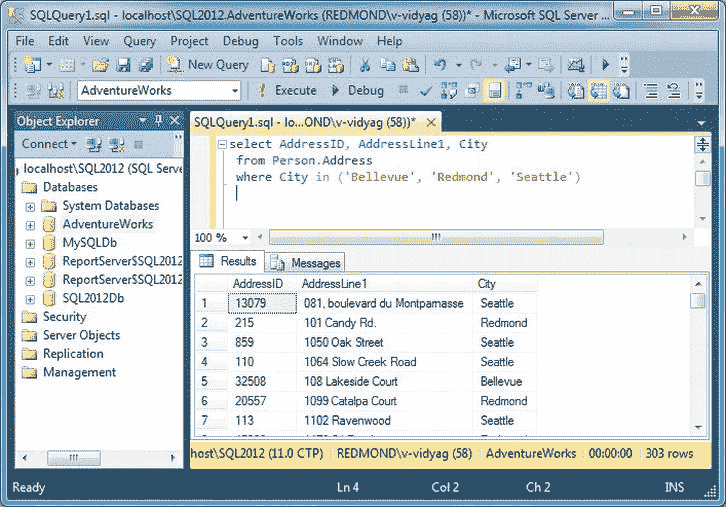 SQLQuery1.sql - localhost\SQL2012.AdventureWorks (REDMOND\v-vidyag (58))* - Microsoft SQL Server ...
File Edit View Query Project Debug Tools Window Help
New Query
AdventureWorks Execute Debug
Object Explorer
Connect
localhost\SQL2012 (SQL Serve
Databases
System Databases
AdventureWorks
MySQLDb
ReportServer$SQL2012
ReportServer$SQL2012
SQL2012Db
Security
Server Objects
Replication
Management
SQLQuery1.sql - lo...OND\v-vidyag (58))*
select AddressID, AddressLine1, City
from Person.Address
where City in ('Bellevue', 'Redmond', 'Seattle')
100 %
Results Messages
AddressID AddressLine1 City
1 13079 081, boulevard du Montparnasse Seattle
2 215 101 Candy Rd. Redmond
3 859 1050 Oak Street Seattle
4 110 1064 Slow Creek Road Seattle
5 32508 108 Lakeside Court Bellevue
6 20557 1099 Catalpa Court Redmond
7 113 1102 Ravenwood Seattle
host\SQL2012 (11.0 CTP) REDMOND\v-vidyag (58) AdventureWorks 00:00:00 303 rows
Ready Ln 4 Col 2 Ch 2 INS